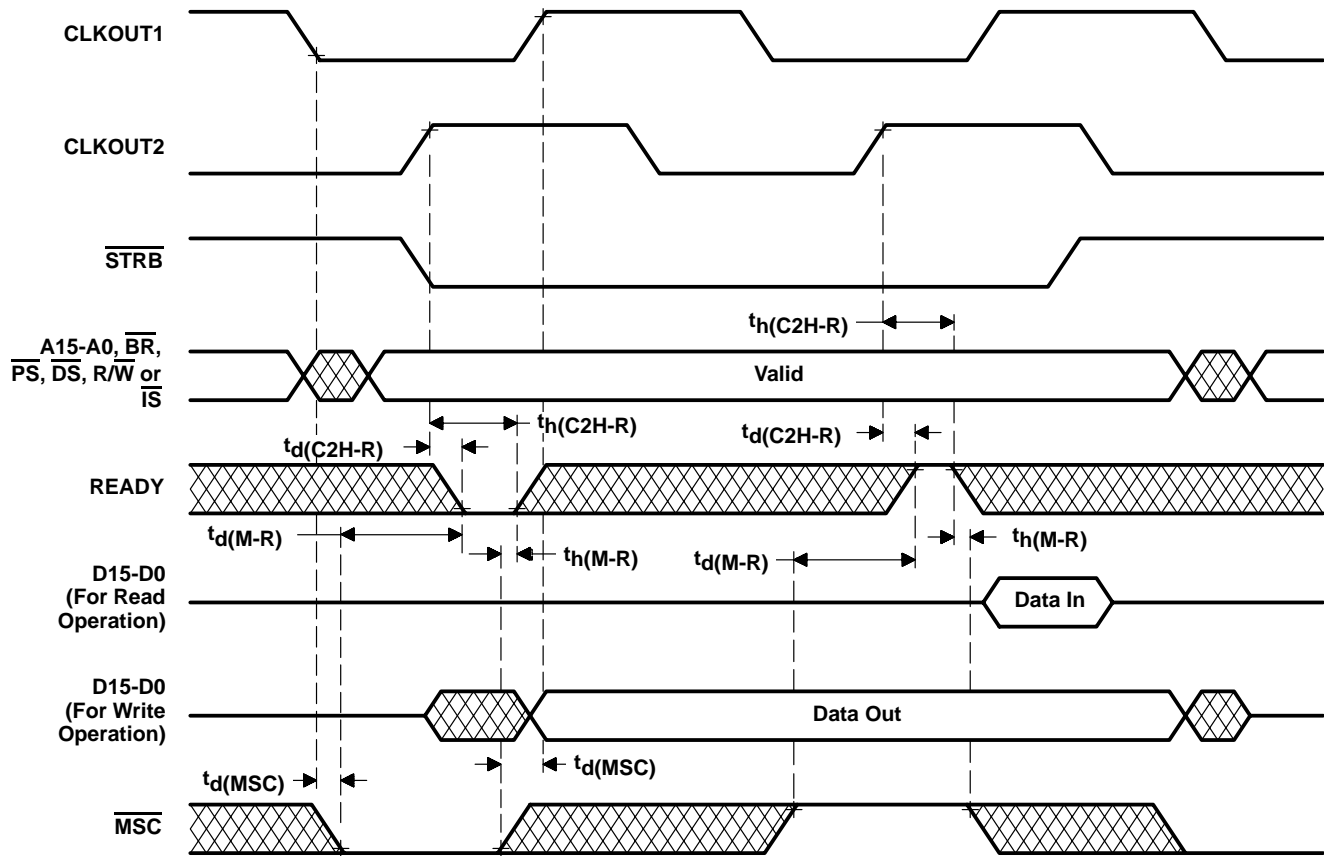 CLKOUT1
CLKOUT2
STRB
th(C2H-R)
A15-A0, BR,
PS, DS, R/W or
IS
Valid
th(C2H-R)
td(C2H-R)
td(C2H-R)
READY
td(M-R)
th(M-R)
td(M-R)
th(M-R)
D15-D0
(For Read
Operation)
Data In
D15-D0
(For Write
Operation)
Data Out
td(MSC)
td(MSC)
MSC